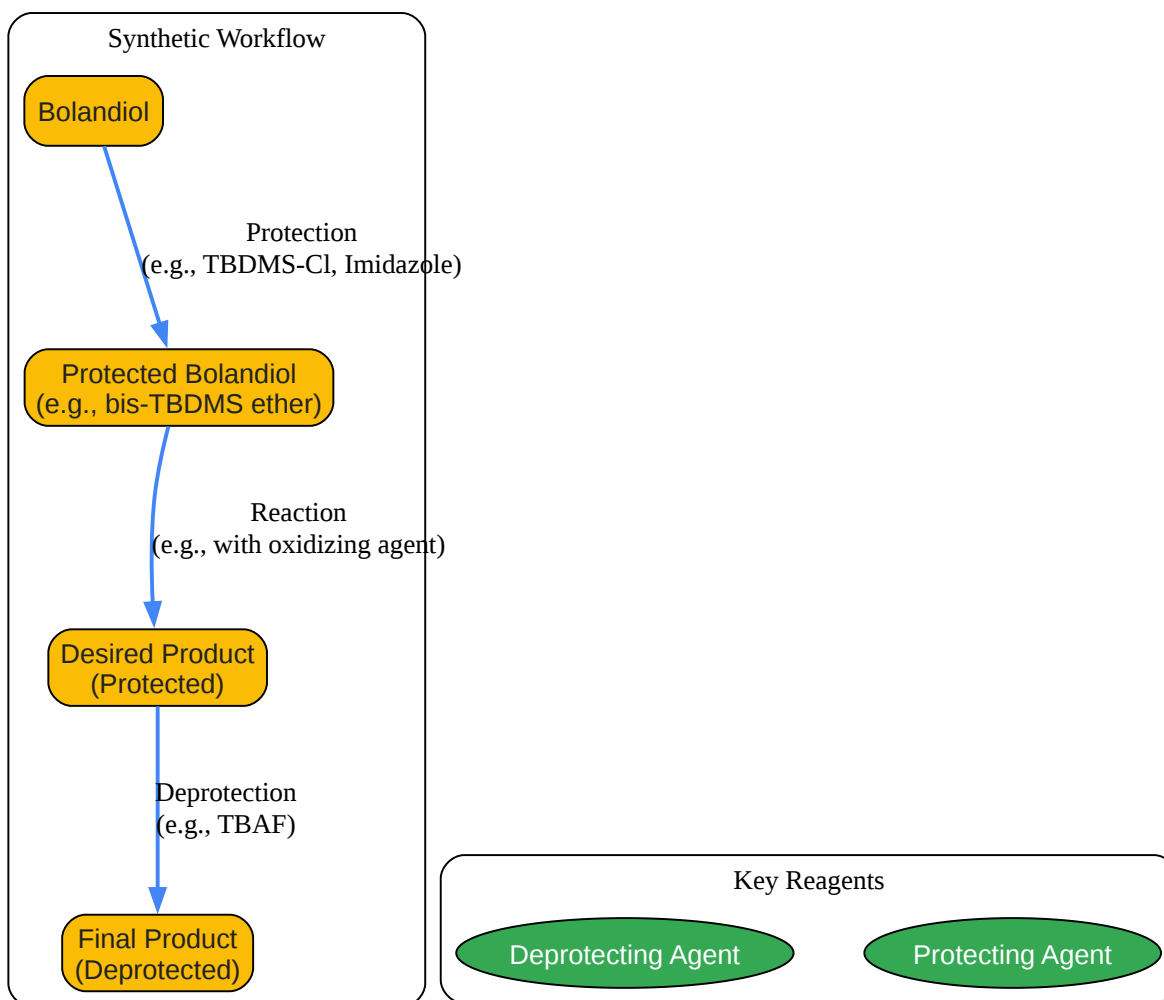 Synthetic Workflow
Bolandiol
Protection
(e.g., TBDMS-Cl, Imidazole)
Protected Bolandiol
(e.g., bis-TBDMS ether)
Reaction
(e.g., with oxidizing agent)
Desired Product
(Protected)
Deprotection
(e.g., TBAF)
Final Product
(Deprotected)
Key Reagents
Deprotecting Agent
Protecting Agent